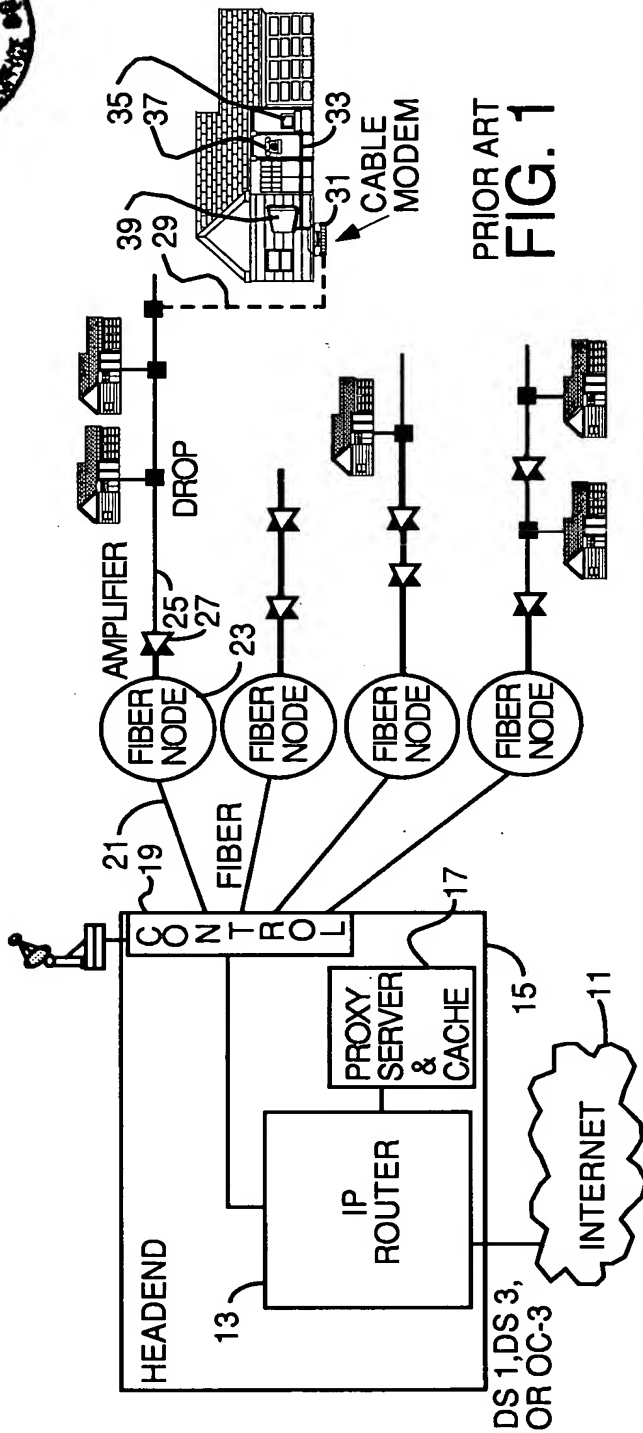 HEADEND
13
IP
ROUTER
PROXY
SERVER
&
CACHE
17
15
CONTROL
19
21
FIBER
DS 1,DS 3,
OR OC-3
INTERNET
11
FIBER
NODE
FIBER
NODE
FIBER
NODE
FIBER
NODE
AMPLIFIER
25
27
23
DROP
39
29
35
37
33
31
CABLE
MODEM
PRIOR ART
FIG. 1